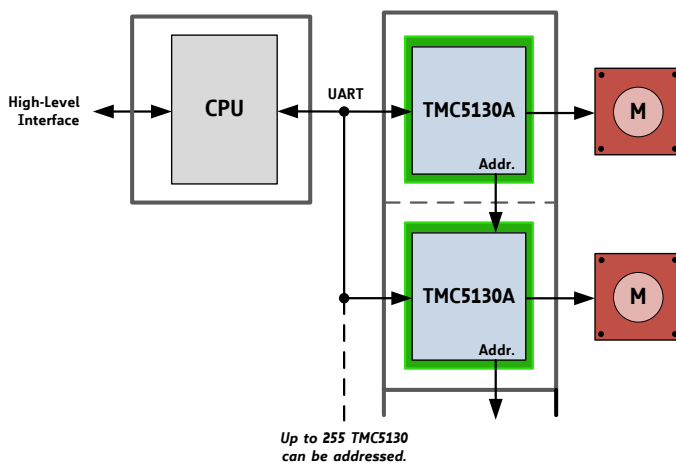 High-Level
Interface
CPU
UART
TMC5130A
Addr.
M
TMC5130A
Addr.
M
Up to 255 TMC5130
can be addressed.